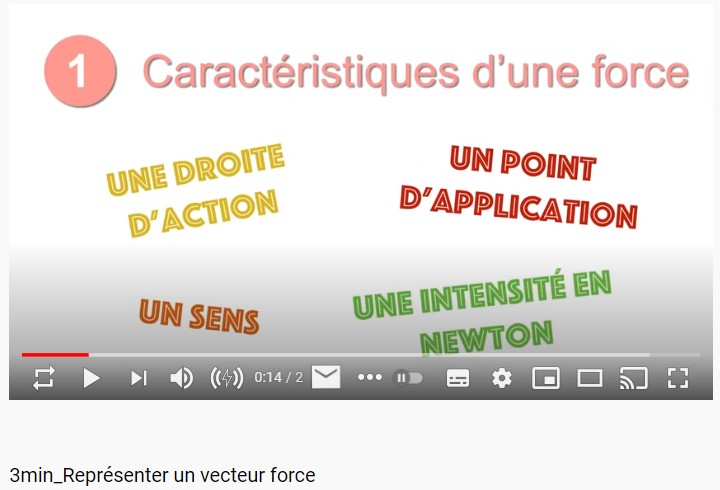 1 Caractéristiques d'une force
UNE DROITE
D'ACTION
UN POINT
D'APPLICATION
UN SENS
UNE INTENSITÉ EN
NEWTON
0:14 / 2
3min_Représenter un vecteur force